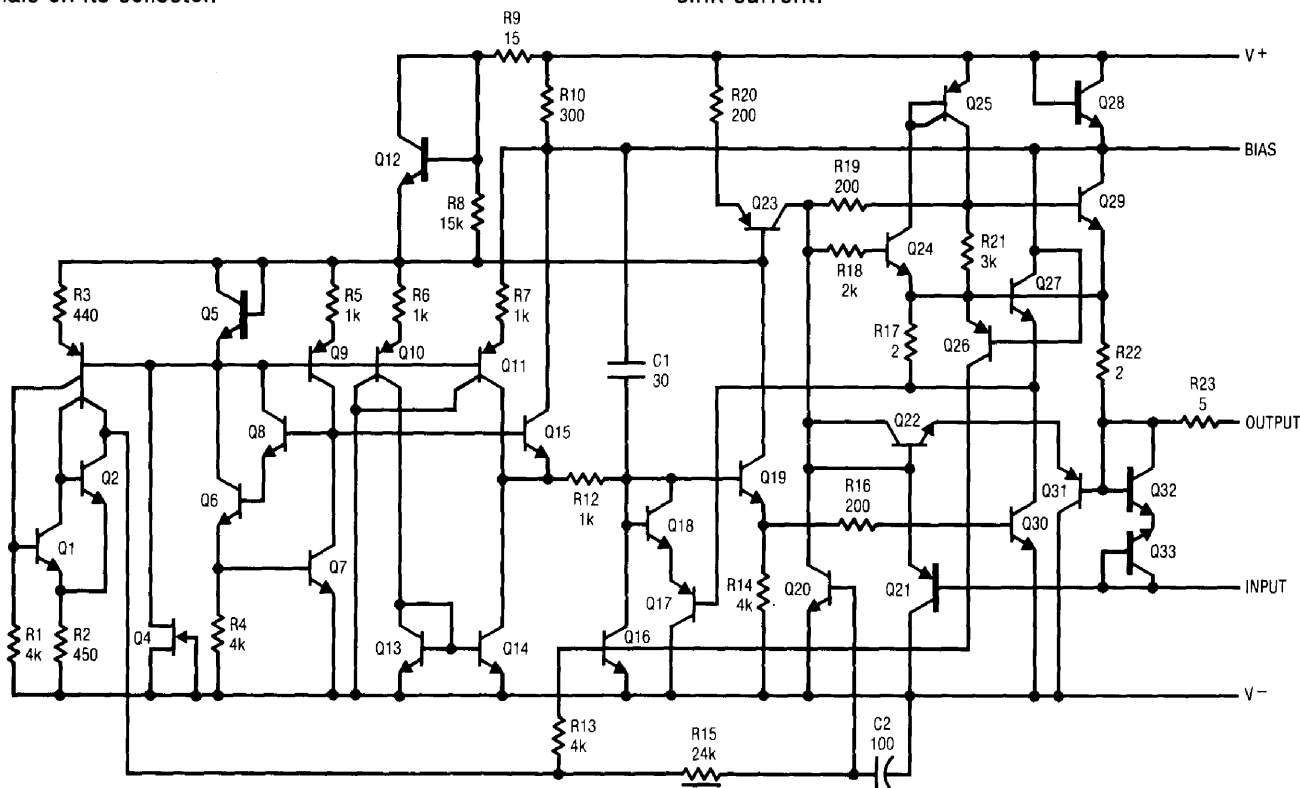 sink current.
R9
15
V+
R10
300
R20
200
Q25
Q28
Q12
BIAS
R8
15k
Q23
R19
200
Q29
R18
2k
Q24
R21
3k
R3
440
Q5
R5
1k
R6
1k
R7
1k
Q27
Q9
Q10
Q11
C1
30
R17
2
Q26
R22
2
R23
5
OUTPUT
Q2
Q8
Q15
Q22
Q6
R12
1k
Q19
R16
200
Q31
Q32
Q18
Q30
Q1
Q7
Q33
R1
4k
R2
450
Q4
R4
4k
Q13
Q14
Q16
Q17
R14
4k
Q20
Q21
INPUT
V−
R13
4k
R15
24k
C2
100